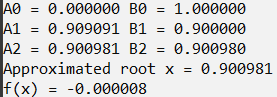 A0 = 0.000000 B0 = 1.000000
A1 = 0.909091 B1 = 0.900000
A2 = 0.900981 B2 = 0.900980
Approximated root x = 0.900981
f(x) = -0.000008